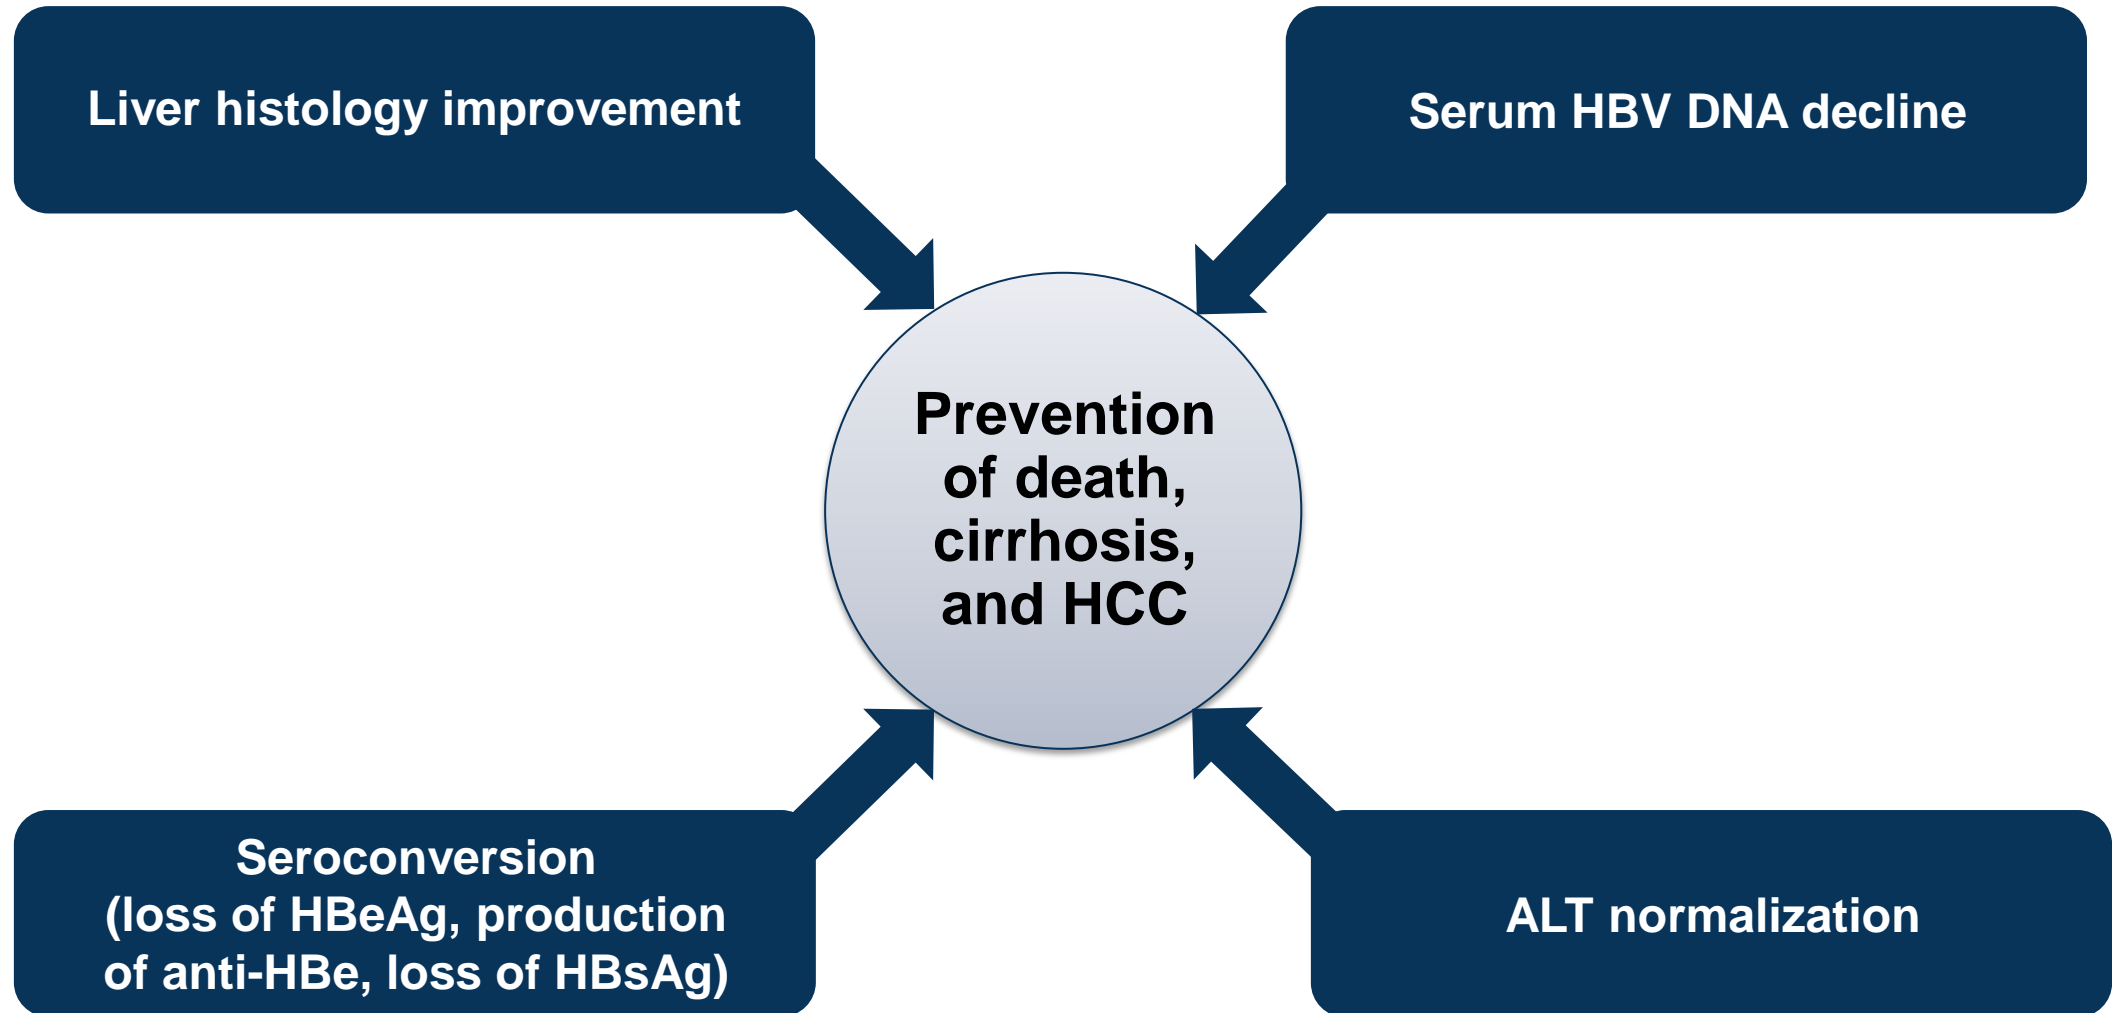 Liver histology improvement
Serum HBV DNA decline
Prevention
of death,
cirrhosis,
and HCC
Seroconversion
(loss of HBeAg, production
of anti-HBe, loss of HBsAg)
ALT normalization